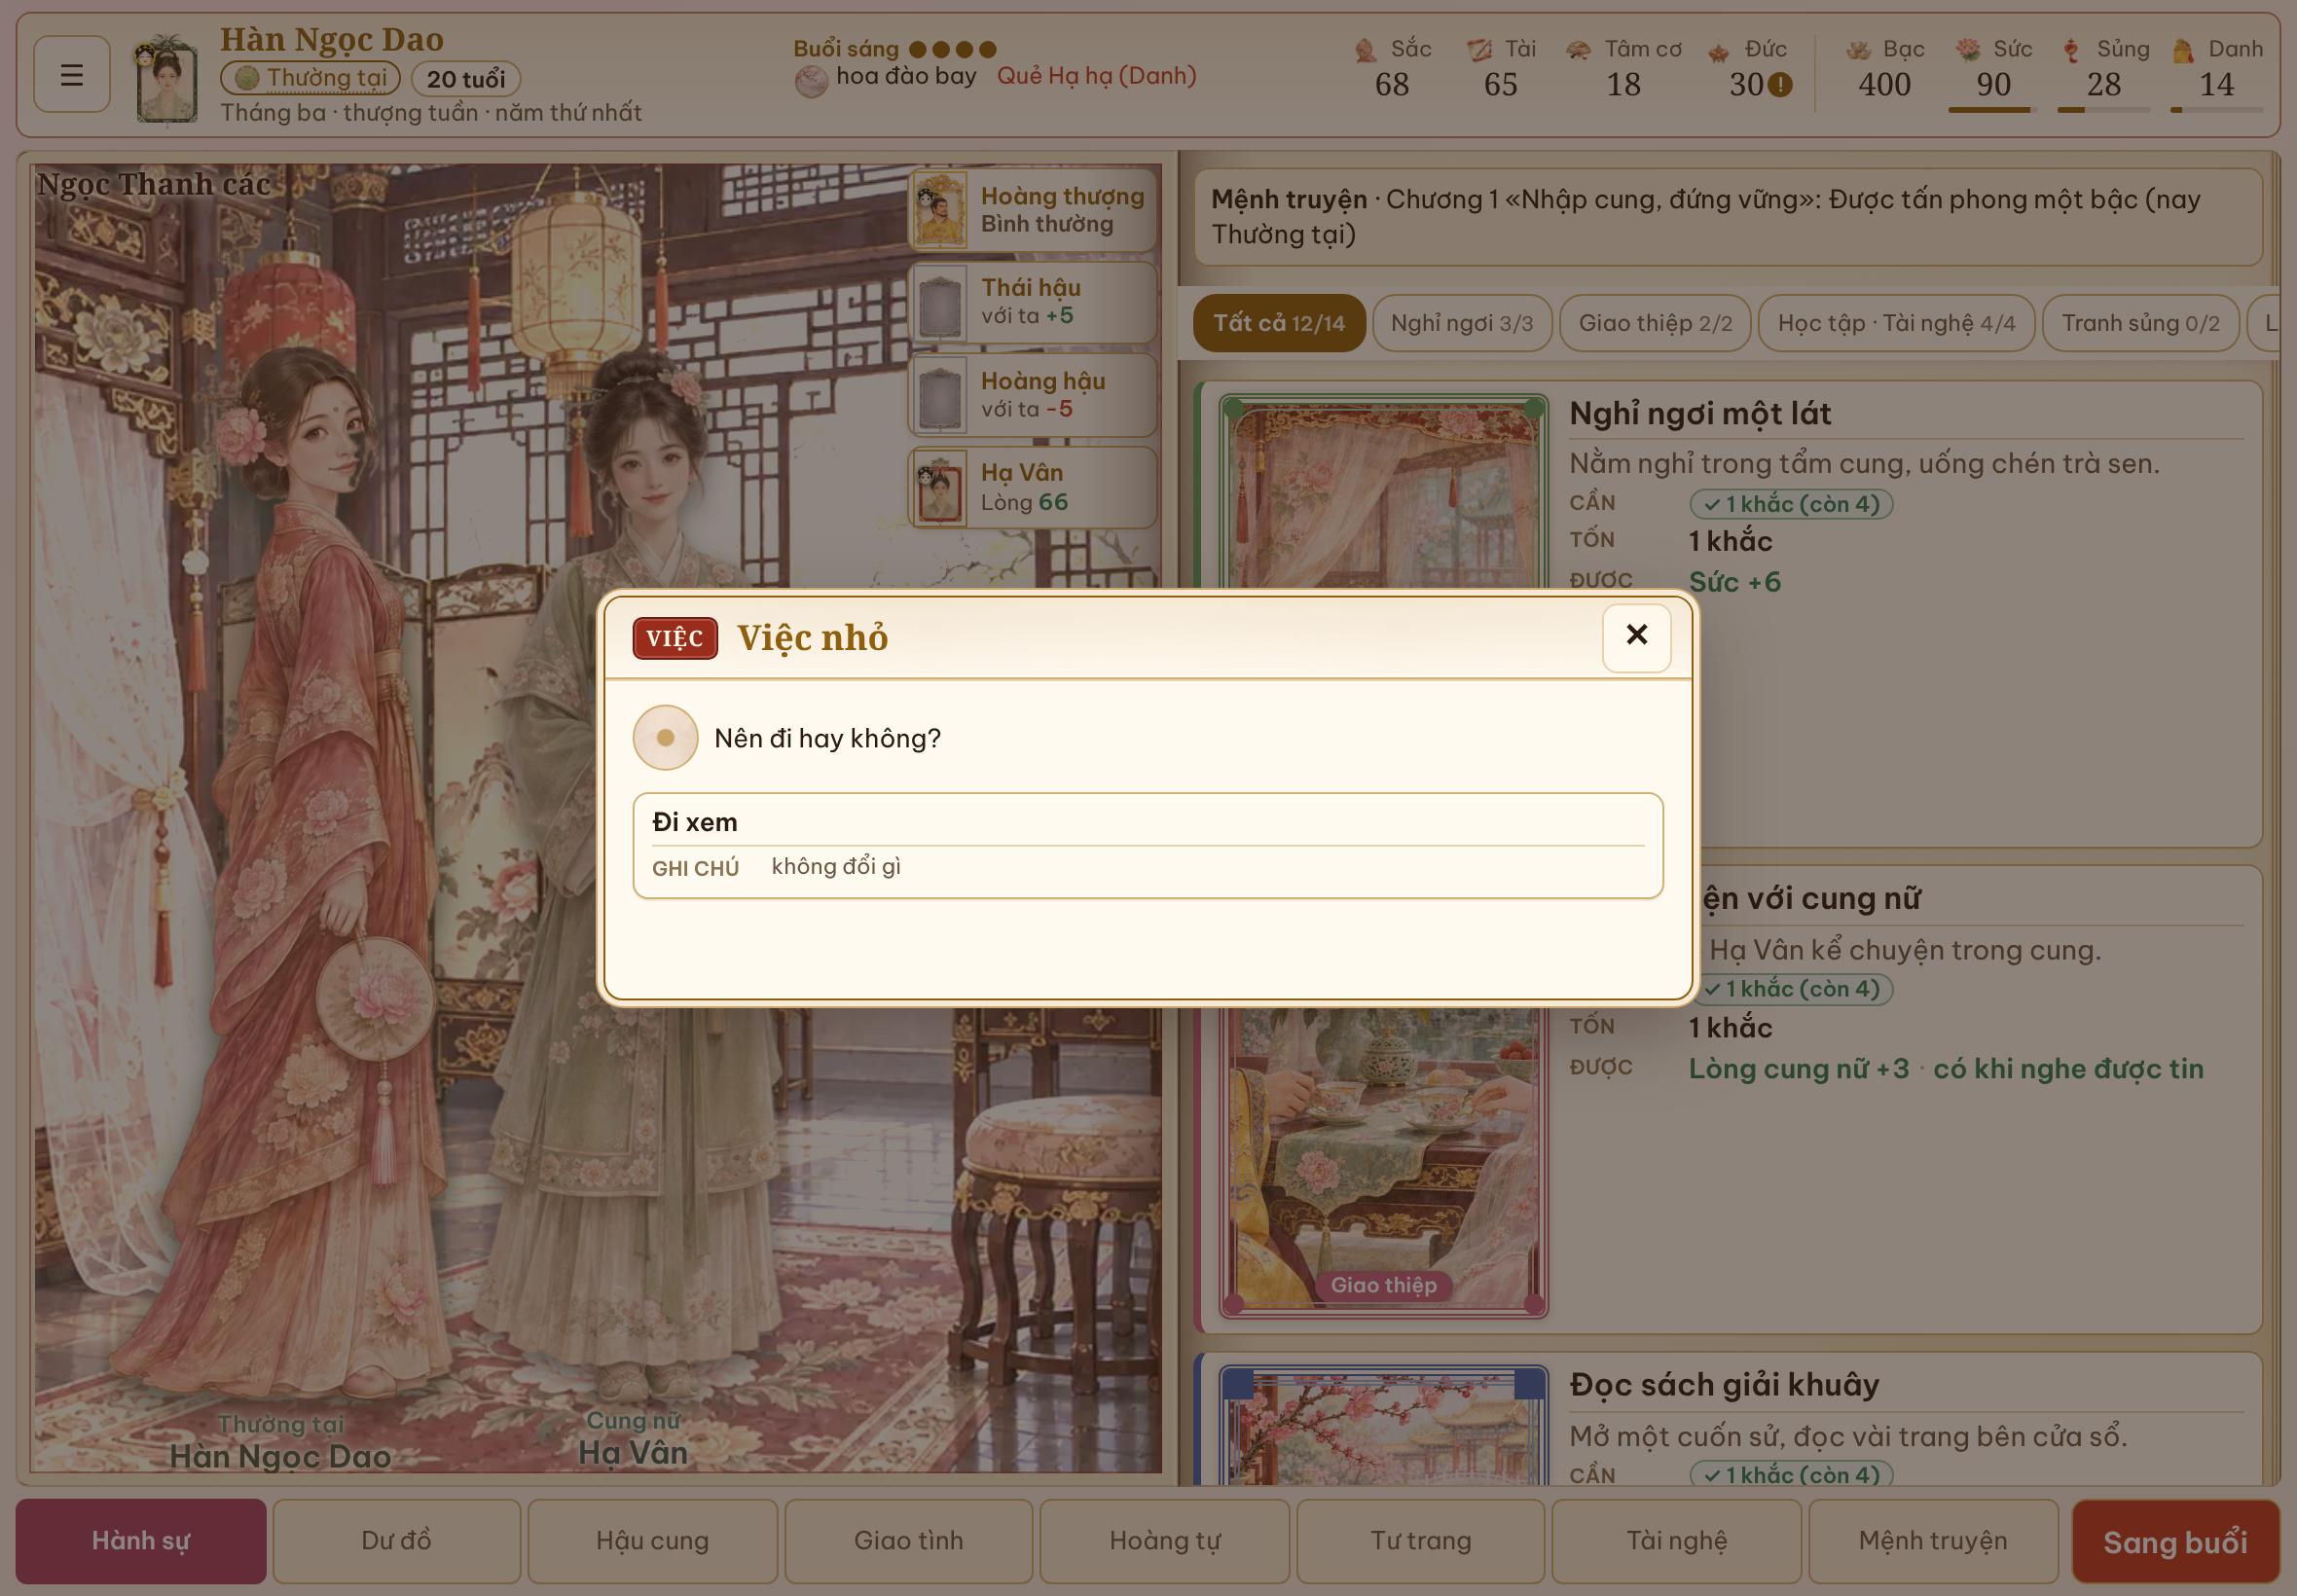 Hàn Ngọc Dao
Thường tại
20 tuổi
Tháng ba · thượng tuần · năm thứ nhất
Buổi sáng
hoa đào bay Quẻ Hạ hạ (Danh)
Sắc 68
Tài 65
Tâm cơ 18
Đức 30 !
Bạc 400
Sức 90
Sủng 28
Danh 14
Ngọc Thanh các
Hoàng thượng
Bình thường
Thái hậu
với ta +5
Hoàng hậu
với ta -5
Hạ Vân
Lòng 66
Thường tại
Hàn Ngọc Dao
Cung nữ
Hạ Vân
Mệnh truyện · Chương 1 «Nhập cung, đứng vững»: Được tấn phong một bậc (nay
Thường tại)
Tất cả 12/14
Nghỉ ngơi 3/3
Giao thiệp 2/2
Học tập · Tài nghệ 4/4
Tranh sủng 0/2
L
Nghỉ ngơi một lát
Nằm nghỉ trong tẩm cung, uống chén trà sen.
CẦN ✓ 1 khắc (còn 4)
TỐN 1 khắc
ĐƯỢC Sức +6
VIỆC Việc nhỏ ✕
Nên đi hay không?
Đi xem
GHI CHÚ không đổi gì
ện với cung nữ
Hạ Vân kể chuyện trong cung.
✓ 1 khắc (còn 4)
TỐN 1 khắc
ĐƯỢC Lòng cung nữ +3 · có khi nghe được tin
Giao thiệp
Đọc sách giải khuây
Mở một cuốn sử, đọc vài trang bên cửa sổ.
CẦN ✓ 1 khắc (còn 4)
Hành sự
Dư đồ
Hậu cung
Giao tình
Hoàng tự
Tư trang
Tài nghệ
Mệnh truyện
Sang buổi